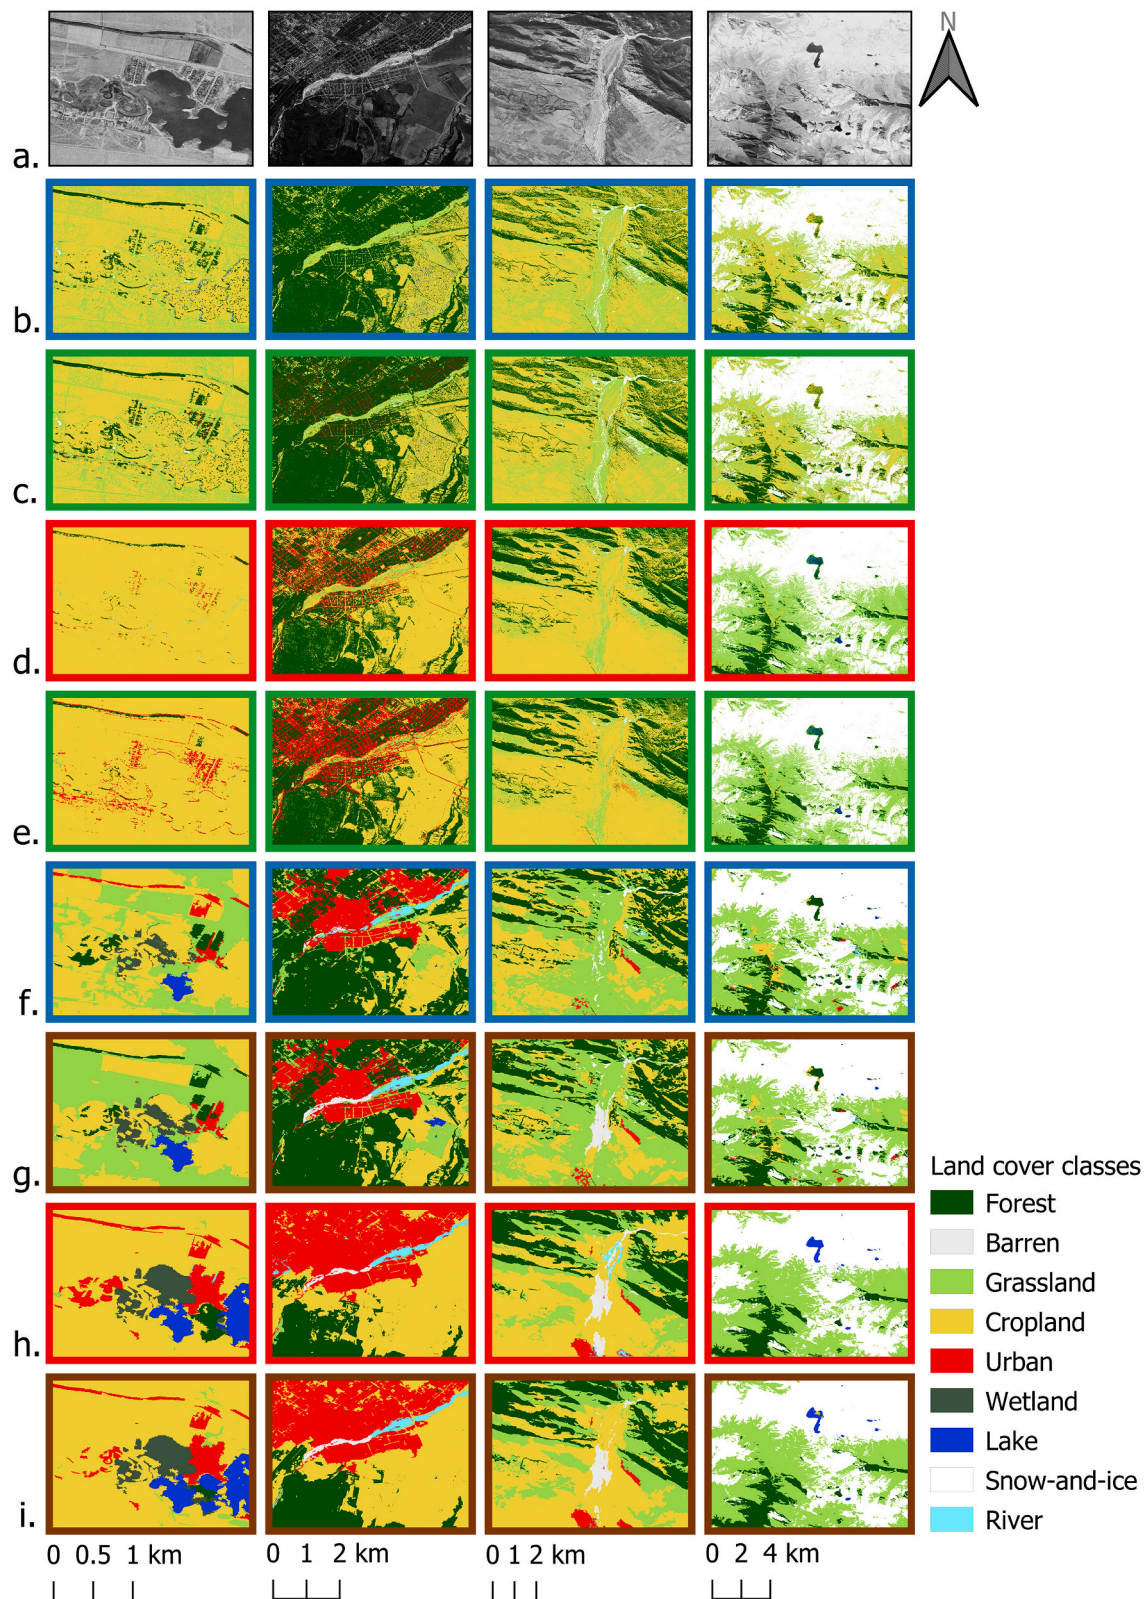 N
a.
b.
c.
d.
e.
f.
g.
h.
i.
Land cover classes
Forest
Barren
Grassland
Cropland
Urban
Wetland
Lake
Snow-and-ice
River
0 0.5 1 km
0 1 2 km
0 1 2 km
0 2 4 km